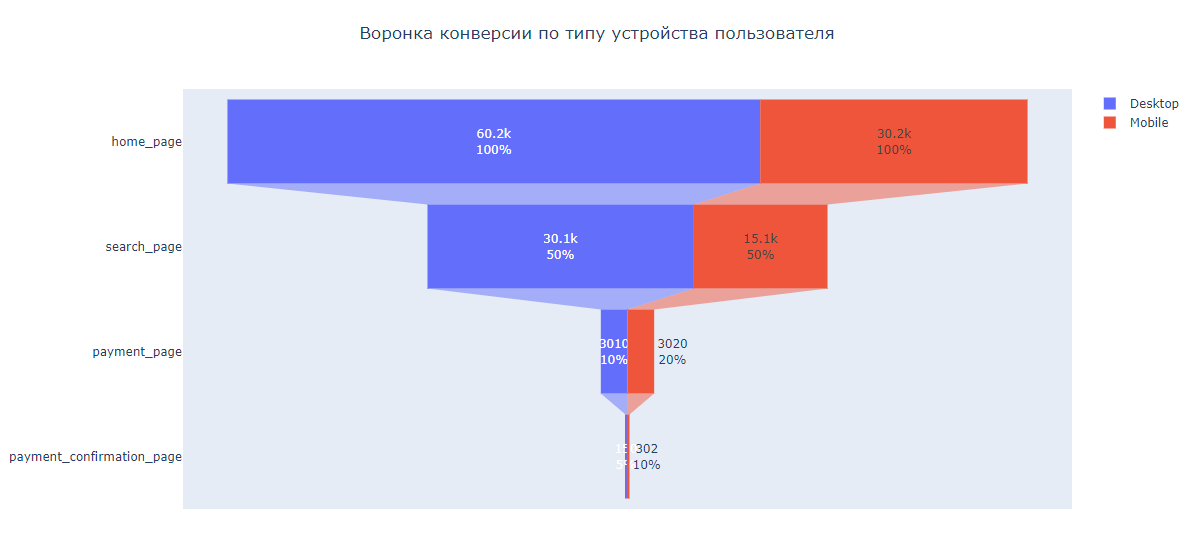 Воронка конверсии по типу устройства пользователя
Desktop
Mobile
home_page
60.2k
100%
30.2k
100%
search_page
30.1k
50%
15.1k
50%
payment_page
3010
10%
3020
20%
payment_confirmation_page
302
10%